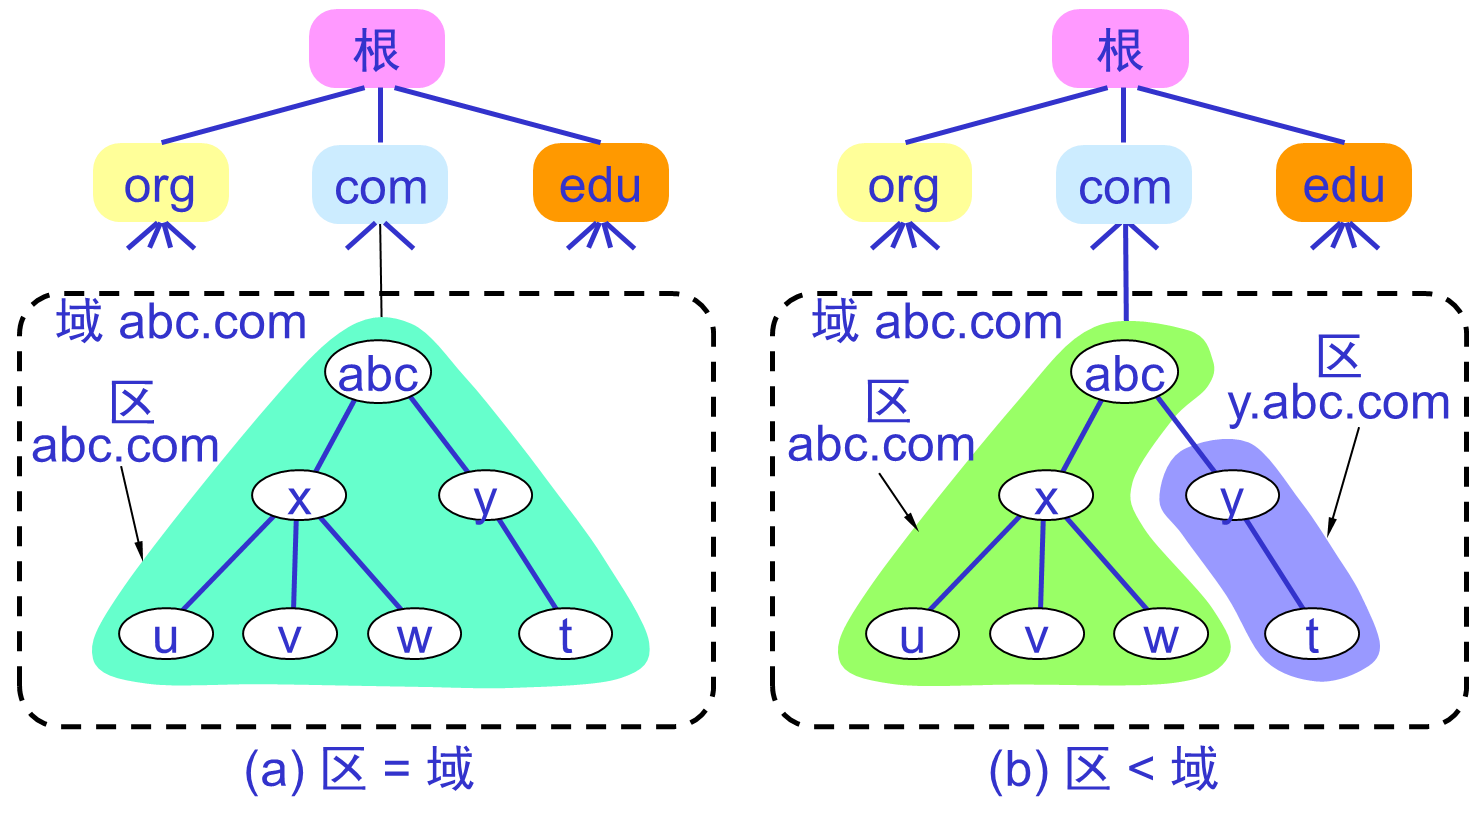 根
org
com
edu
域 abc.com
区
abc.com
abc
x
y
u
v
w
t
(a) 区 = 域
根
org
com
edu
域 abc.com
区
abc.com
区
y.abc.com
abc
x
y
u
v
w
t
(b) 区 < 域